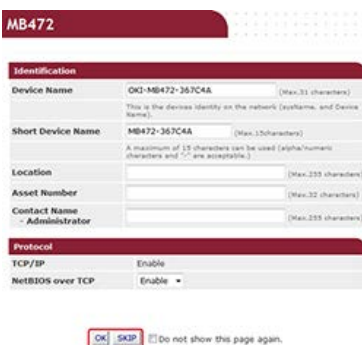 MB472
Identification
Device Name OKI-MB472-367C4A (Max.31 characters)
This is the devices identity on the network (sysName, and Device
Name).
Short Device Name MB472-367C4A (Max.15characters)
A maximum of 15 characters can be used (alpha/numeric
characters and "-" are acceptable.)
Location (Max.255 characters)
Asset Number (Max.32 characters)
Contact Name
- Administrator (Max.255 characters)
Protocol
TCP/IP Enable
NetBIOS over TCP Enable
OK SKIP Do not show this page again.